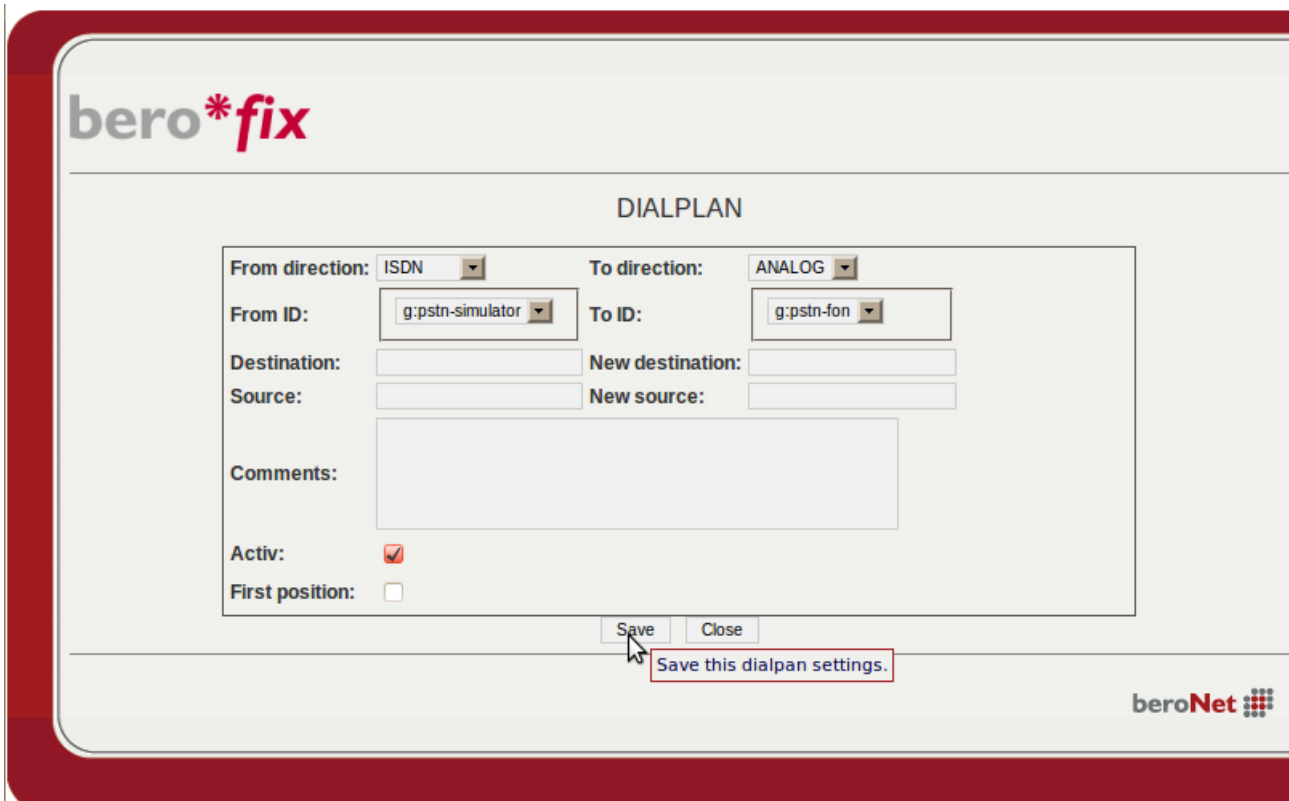 bero*fix
DIALPLAN
From direction: ISDN To direction: ANALOG
From ID: g:pstn-simulator To ID: g:pstn-fon
Destination: New destination:
Source: New source:
Comments:
Activ:
First position:
Save Close
Save this dialpan settings.
beroNet